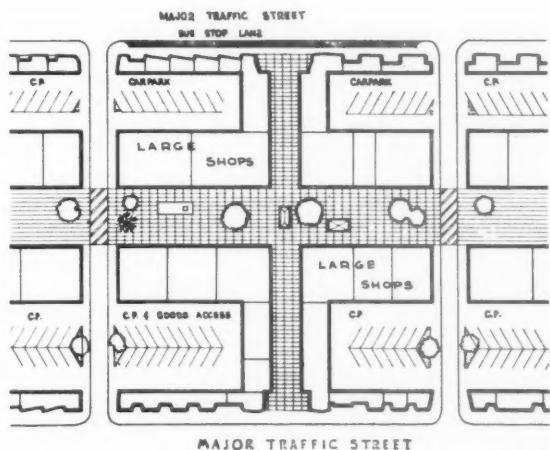 MAJOR TRAFFIC STREET
BUS STOP LANE
C.P.
CARPARK
CARPARK
C.P.
LARGE
SHOPS
LARGE
SHOPS
C.P.
C.P. & GOODS ACCESS
C.P.
C.P.
MAJOR TRAFFIC STREET